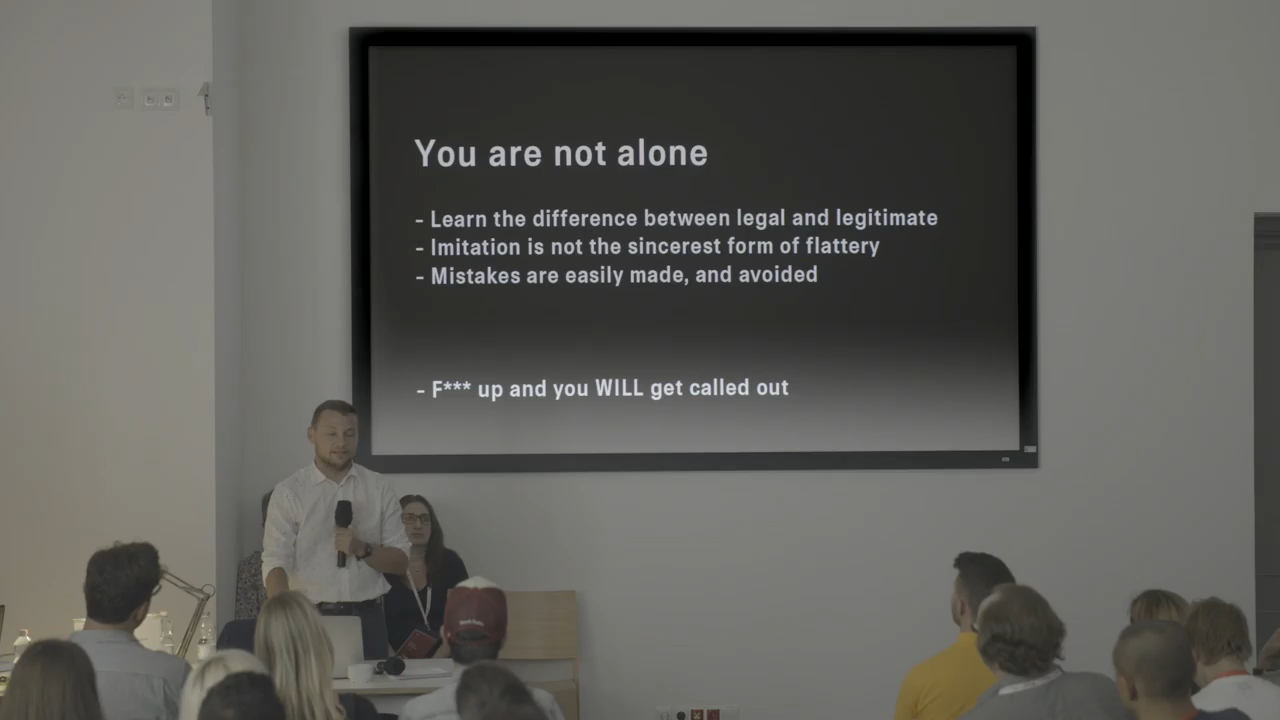 You are not alone
- Learn the difference between legal and legitimate
- Imitation is not the sincerest form of flattery
- Mistakes are easily made, and avoided
- F*** up and you WILL get called out